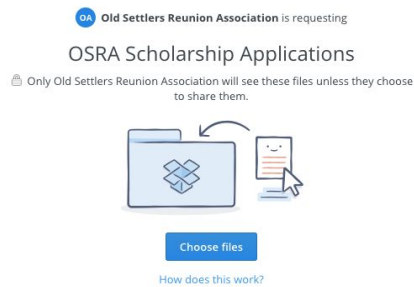 OA Old Settlers Reunion Association is requesting
OSRA Scholarship Applications
Only Old Settlers Reunion Association will see these files unless they choose
to share them.
Choose files
How does this work?